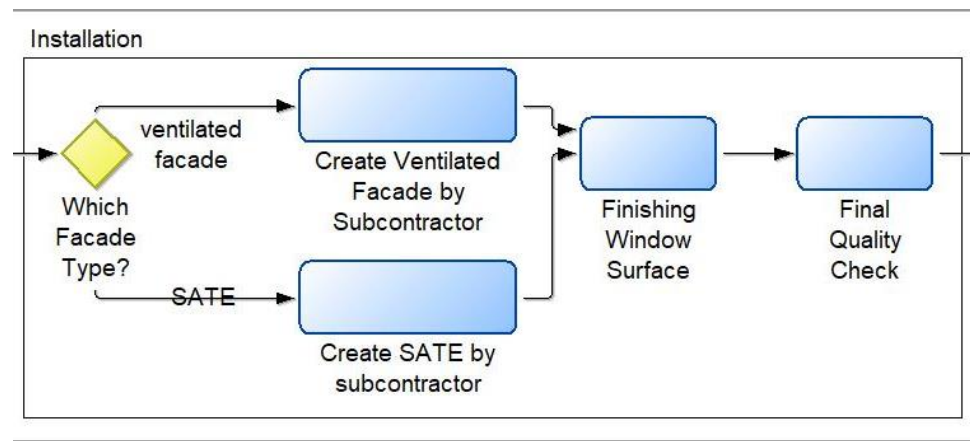 Installation
ventilated
facade
Which
Facade
Type?
SATE
Create Ventilated
Facade by
Subcontractor
Create SATE by
subcontractor
Finishing
Window
Surface
Final
Quality
Check